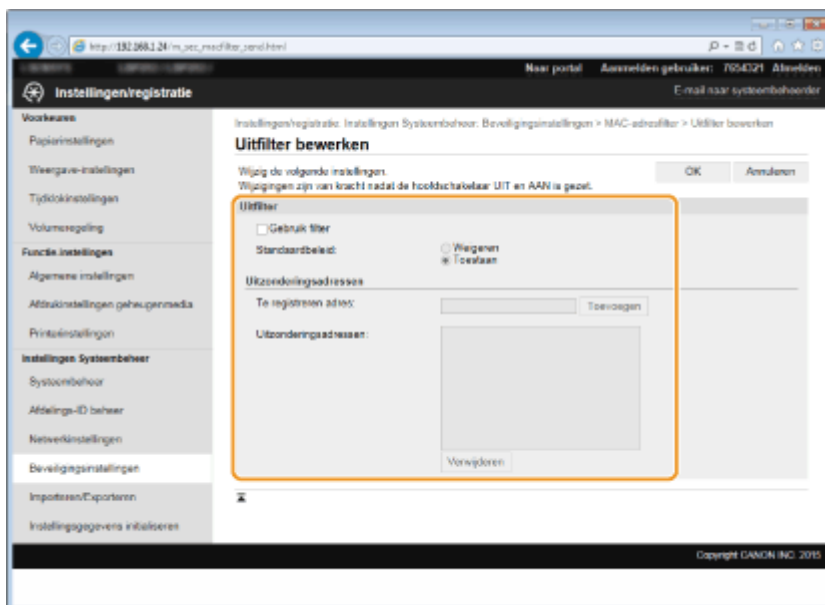 http://192.168.1.24/m_sec_macfilter_send.html
Naar portal Aanmelden gebruiker: 7654321 Afmelden
Instellingen/registratie
E-mail naar systeembeheerder
Voorkeuren
Papierinstellingen
Weergave-instellingen
Tijdklokinstellingen
Volumeregeling
Functie-instellingen
Algemene instellingen
Afdrukinstellingen geheugenmedia
Printerinstellingen
Instellingen Systeembeheer
Systeembeheer
Afdelings-ID beheer
Netwerkinstellingen
Beveiligingsinstellingen
Importeren/Exporteren
Instellingsgegevens initialiseren
Instellingen/registratie: Instellingen Systeembeheer: Beveiligingsinstellingen > MAC-adresfilter > Uitfilter bewerken
Uitfilter bewerken
Wijzig de volgende instellingen.
Wijzigingen zijn van kracht nadat de hoofdschakelaar UIT en AAN is gezet.
OK Annuleren
Uitfilter
Gebruik filter
Standaardbeleid:
Weigeren
Toestaan
Uitzonderingsadressen
Te registreren adres:
Toevoegen
Uitzonderingsadressen:
Verwijderen
Copyright CANON INC. 2015